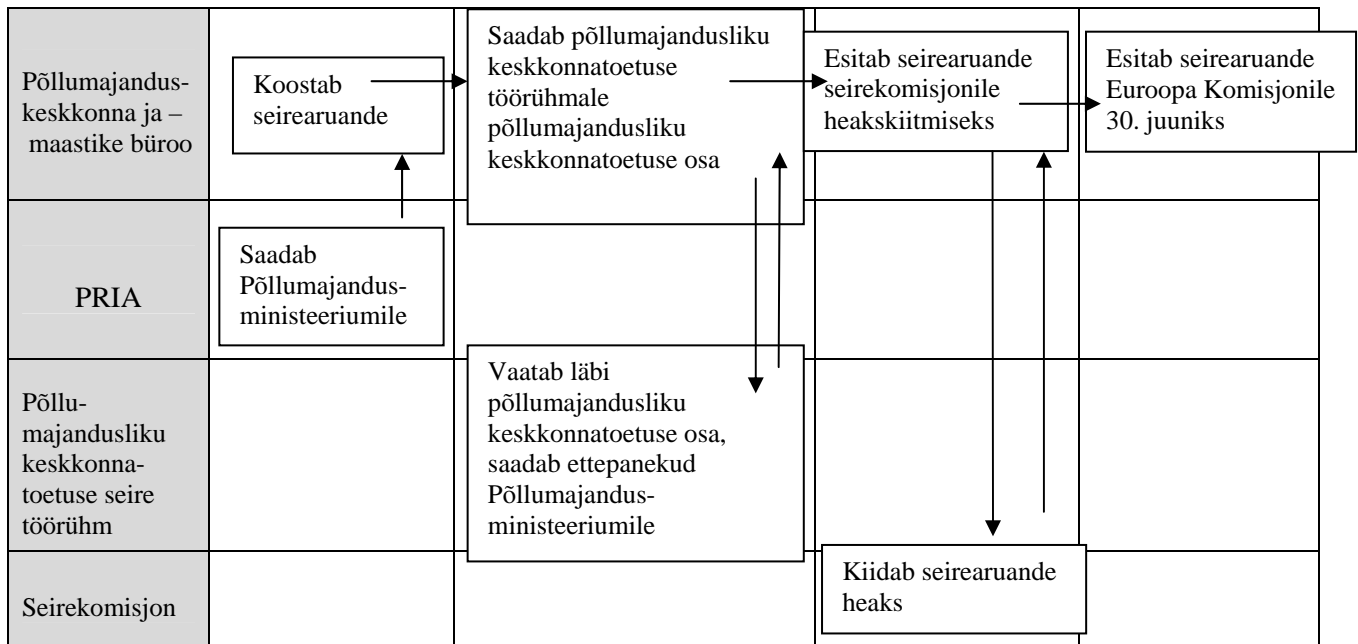 Põllumajandus-
keskkonna ja –
maastike büroo
Koostab
seirearuande
Saadab põllumajandusliku
keskkonnatoetuse
töörühmale
põllumajandusliku
keskkonnatoetuse osa
Esitab seirearuande
seirekomisjonile
heakskiitmiseks
Esitab seirearuande
Euroopa Komisjonile
30. juuniks
PRIA
Saadab
Põllumajandus-
ministeeriumile
Põllu-
majandusliku
keskkonna-
toetuse seire
töörühm
Vaatab läbi
põllumajandusliku
keskkonnatoetuse osa,
saadab ettepanekud
Põllumajandus-
ministeeriumile
Seirekomisjon
Kiidab seirearuande
heaks